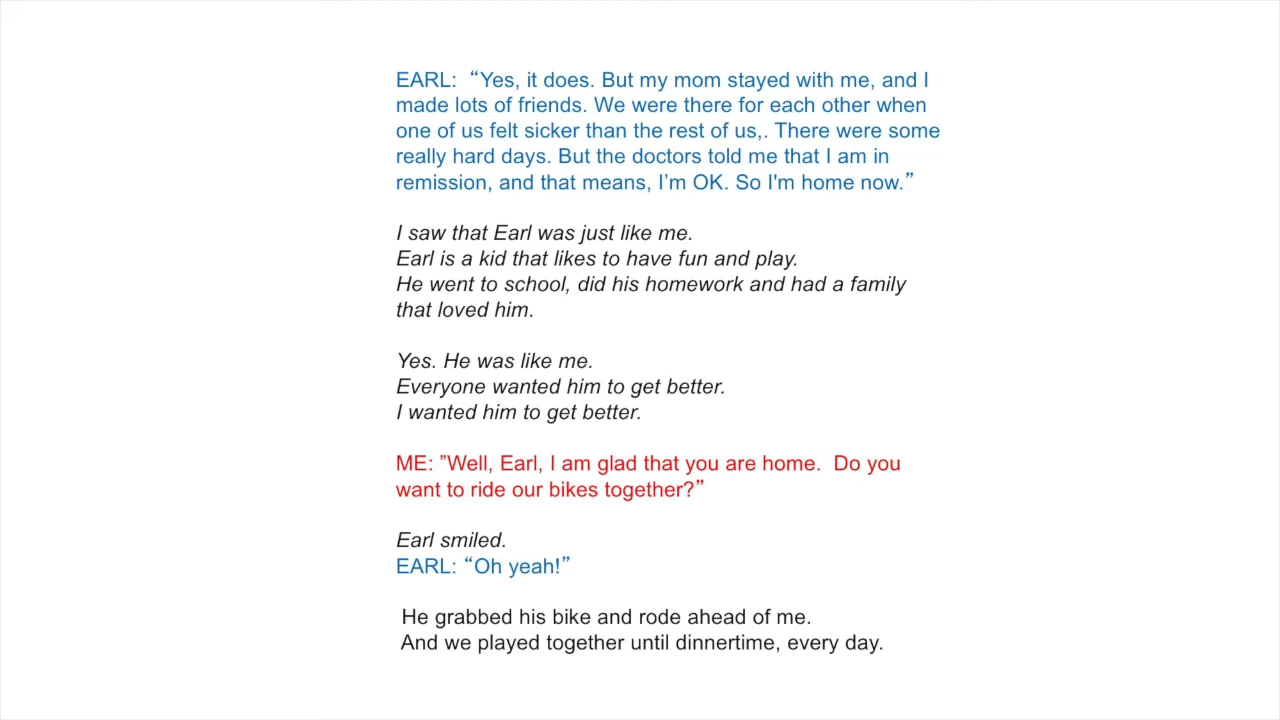 EARL:  “Yes, it does. But my mom stayed with me, and I
made lots of friends. We were there for each other when
one of us felt sicker than the rest of us,. There were some
really hard days. But the doctors told me that I am in
remission, and that means, I’m OK. So I'm home now.”
I saw that Earl was just like me.
Earl is a kid that likes to have fun and play.
He went to school, did his homework and had a family
that loved him.
Yes. He was like me.
Everyone wanted him to get better.
I wanted him to get better.
ME: ”Well, Earl, I am glad that you are home.  Do you
want to ride our bikes together?”
Earl smiled.
EARL: “Oh yeah!”
He grabbed his bike and rode ahead of me.
And we played together until dinnertime, every day.